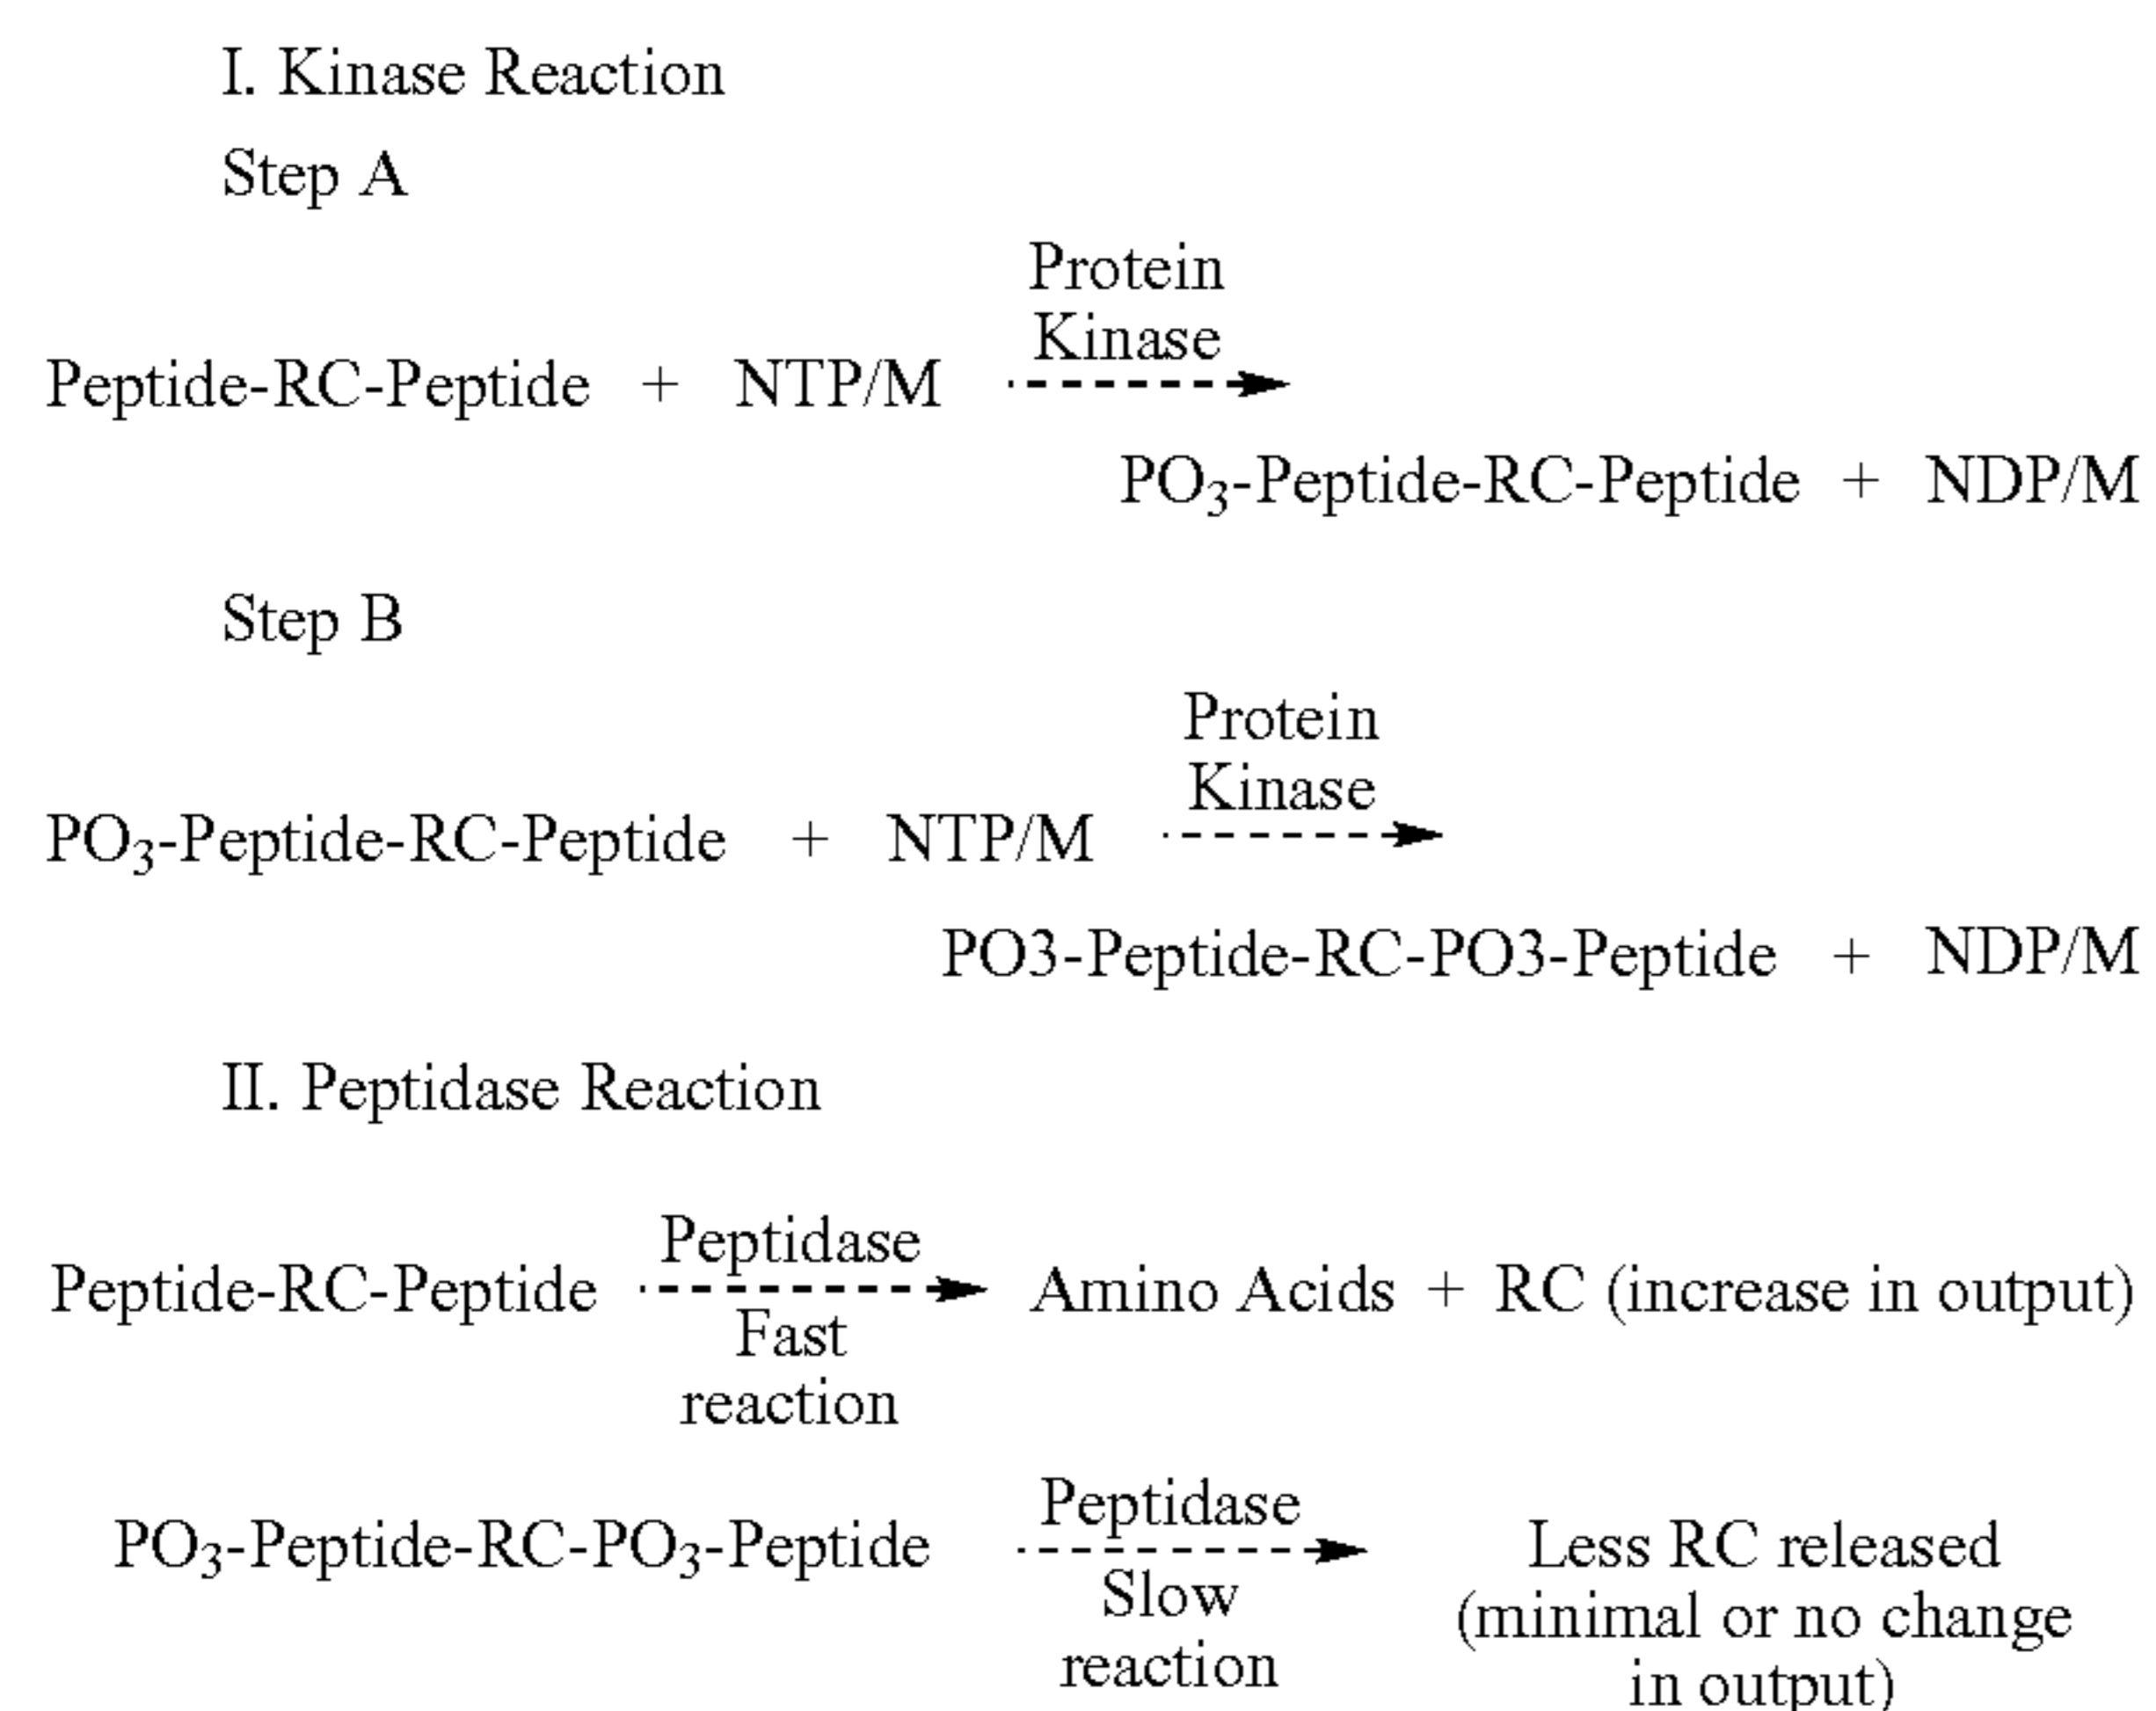 I. Kinase Reaction
Step A
Protein
Kinase
Peptide-RC-Peptide + NTP/M
PO₃-Peptide-RC-Peptide + NDP/M
Step B
Protein
Kinase
PO₃-Peptide-RC-Peptide + NTP/M
PO3-Peptide-RC-PO3-Peptide + NDP/M
II. Peptidase Reaction
Peptidase
Peptide-RC-Peptide Amino Acids + RC (increase in output)
Fast
reaction
Peptidase
PO₃-Peptide-RC-PO₃-Peptide Less RC released
Slow (minimal or no change
reaction in output)